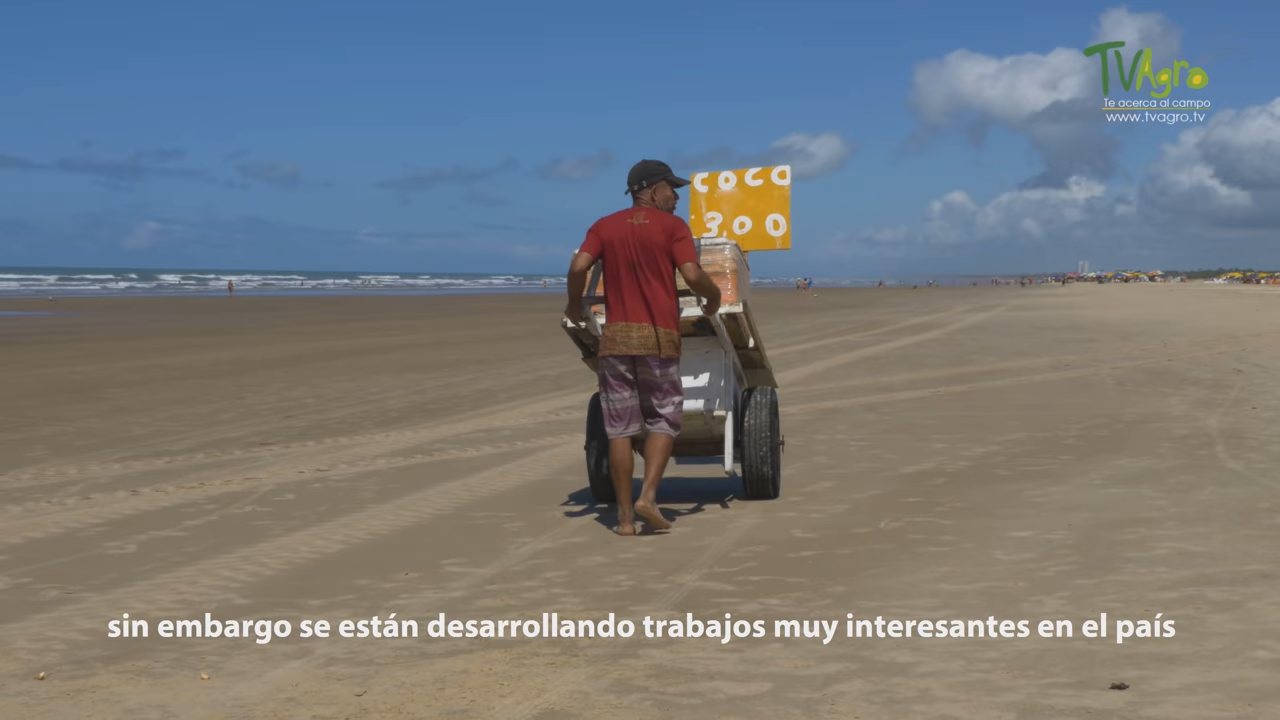 TVAgro
Te acerca al campo
www.tvagro.tv
COCO
3,00
sin embargo se están desarrollando trabajos muy interesantes en el país